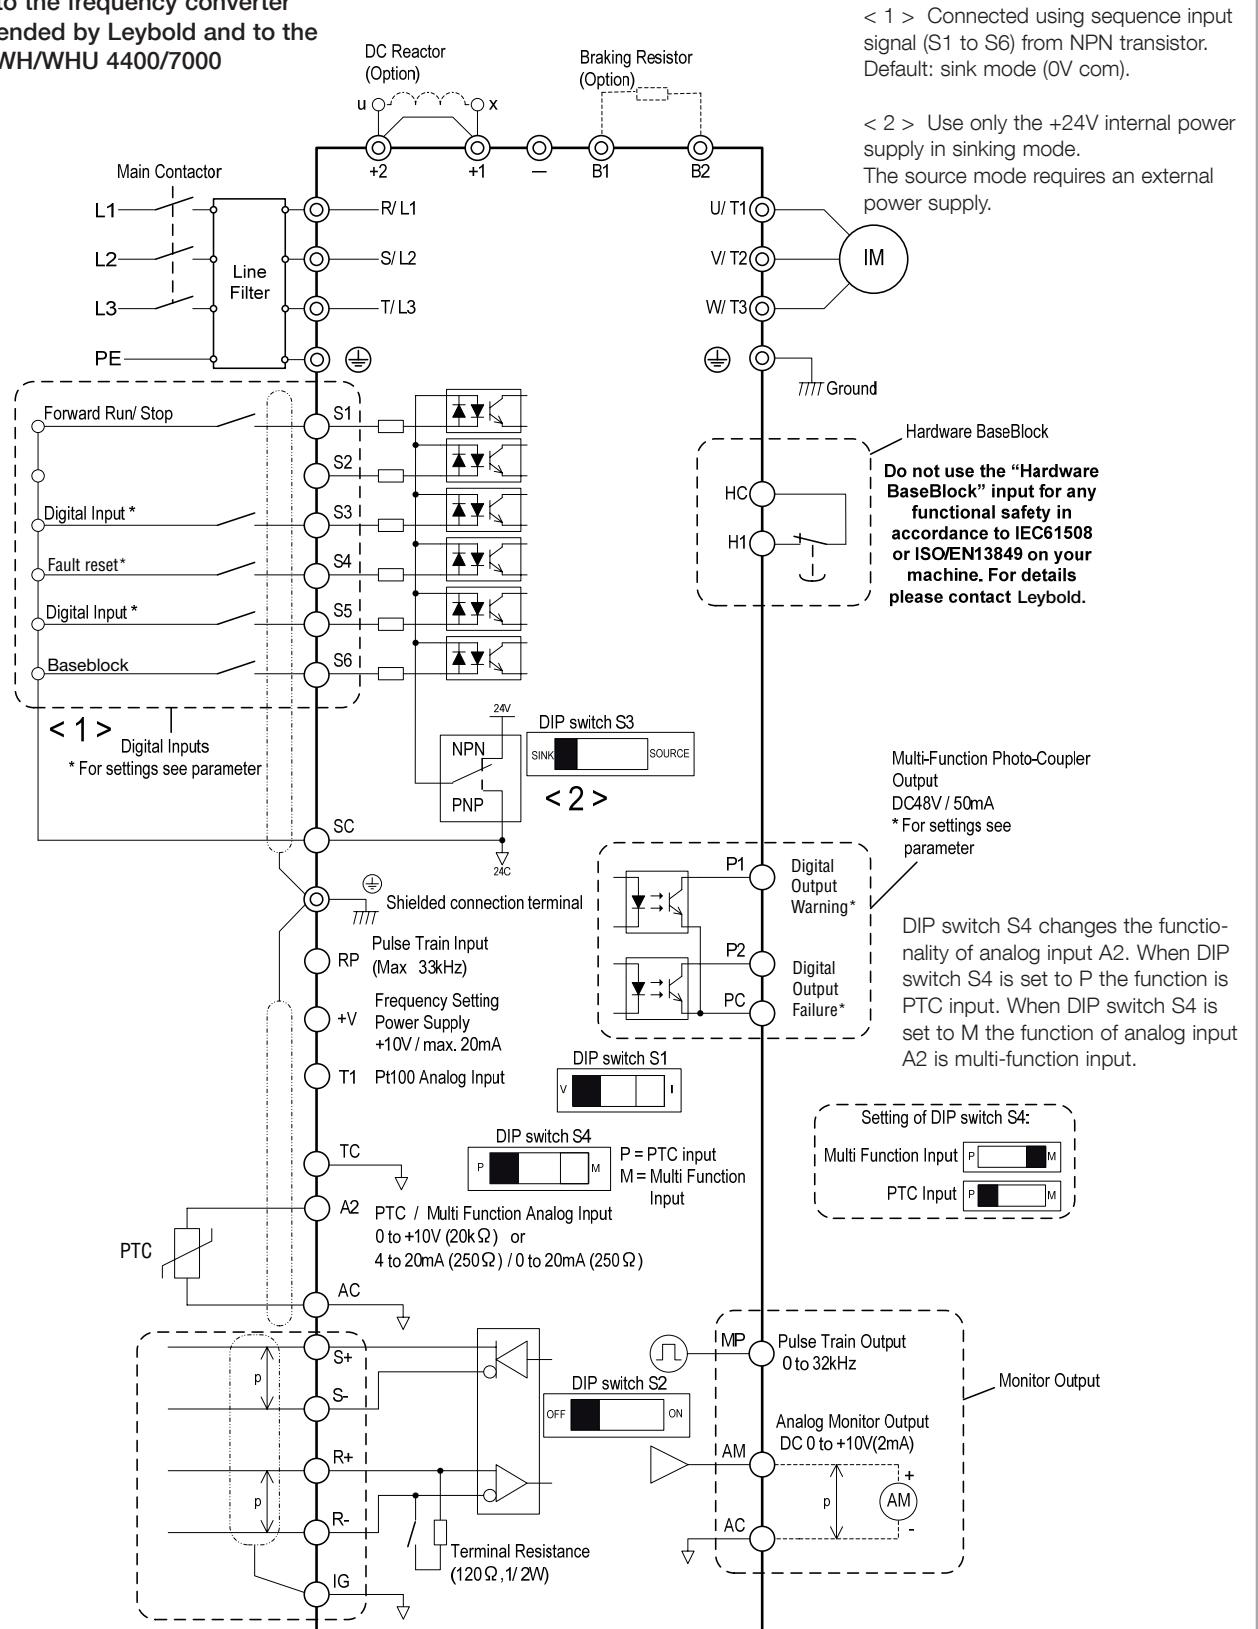 to the frequency converter
ended by Leybold and to the
WH/WHU 4400/7000
< 1 > Connected using sequence input
signal (S1 to S6) from NPN transistor.
Default: sink mode (0V com).
< 2 > Use only the +24V internal power
supply in sinking mode.
The source mode requires an external
power supply.
DC Reactor
(Option)
u
x
Braking Resistor
(Option)
+2
+1
–
B1
B2
Main Contactor
L1
L2
L3
PE
Line
Filter
R/ L1
S/ L2
T/ L3
U/ T1
V/ T2
W/ T3
IM
Ground
Forward Run/ Stop
S1
S2
Digital Input *
S3
Fault reset*
S4
Digital Input *
S5
Baseblock
S6
< 1 >
Digital Inputs
* For settings see parameter
Hardware BaseBlock
HC
H1
Do not use the “Hardware
BaseBlock” input for any
functional safety in
accordance to IEC61508
or ISO/EN13849 on your
machine. For details
please contact Leybold.
24V
NPN
PNP
24C
DIP switch S3
SINK
SOURCE
< 2 >
SC
Shielded connection terminal
RP
Pulse Train Input
(Max 33kHz)
+V
Frequency Setting
Power Supply
+10V / max. 20mA
T1
Pt100 Analog Input
Multi-Function Photo-Coupler
Output
DC48V / 50mA
* For settings see
parameter
P1
Digital
Output
Warning*
P2
PC
Digital
Output
Failure*
DIP switch S4 changes the functio-
nality of analog input A2. When DIP
switch S4 is set to P the function is
PTC input. When DIP switch S4 is
set to M the function of analog input
A2 is multi-function input.
DIP switch S1
V
I
DIP switch S4
P
M
P = PTC input
M = Multi Function
Input
Setting of DIP switch S4:
Multi Function Input
P
M
PTC Input
P
M
TC
A2
PTC / Multi Function Analog Input
0 to +10V (20kΩ) or
4 to 20mA (250Ω) / 0 to 20mA (250Ω)
PTC
AC
S+
p
S-
R+
p
R-
IG
DIP switch S2
OFF
ON
Terminal Resistance
(120Ω,1/ 2W)
MP
Pulse Train Output
0 to 32kHz
Monitor Output
Analog Monitor Output
DC 0 to +10V(2mA)
AM
p
+
AM
-
AC